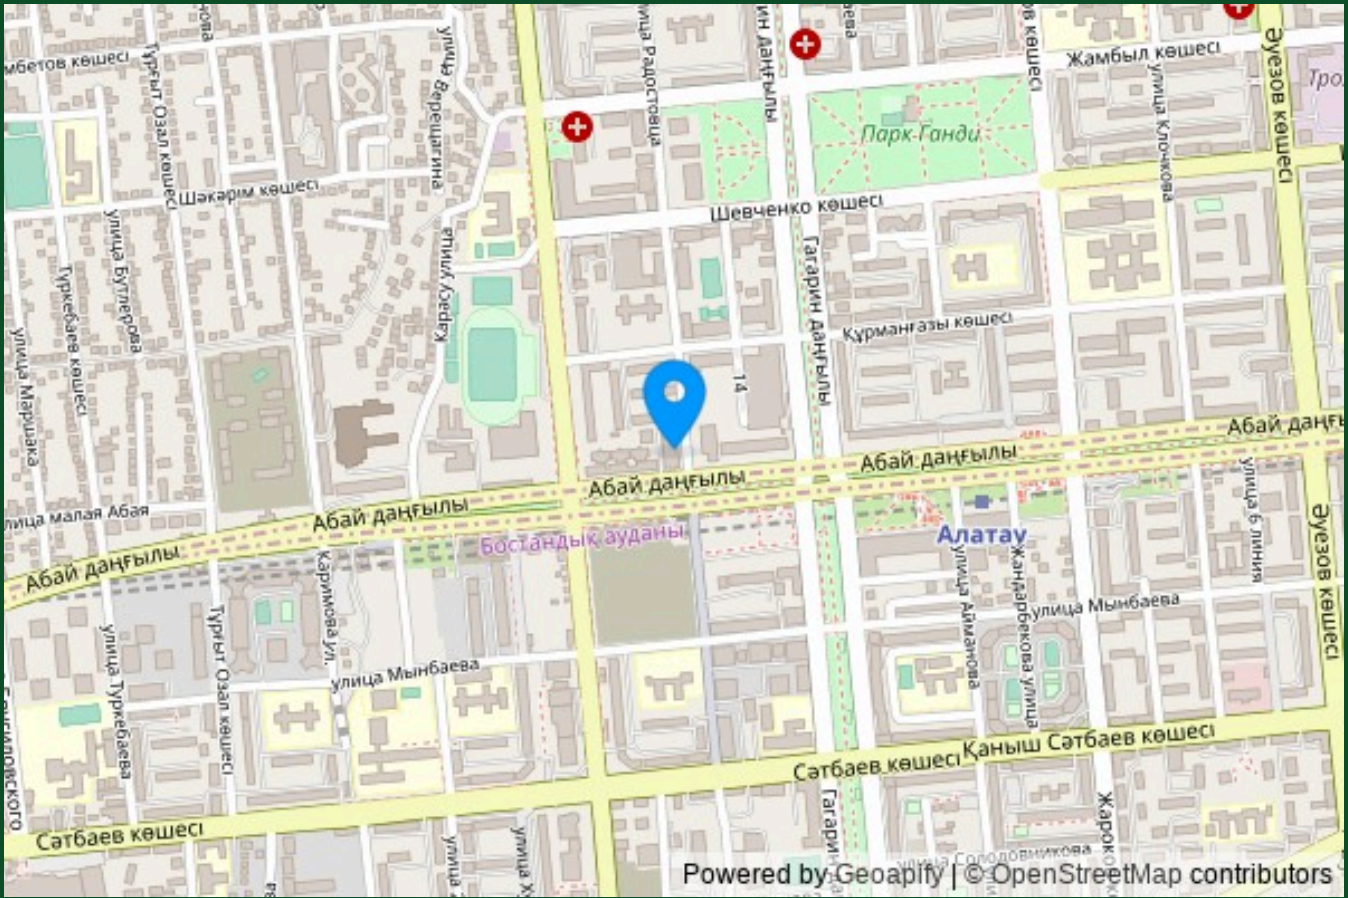 Жамбыл көшесі
Әуезов көшесі
улица Клочкова
Парк Ганди
улица Радостовца
улица Верещагина
Тұрғыт Озал көшесі
Шәкәрім көшесі
улица Бутлерова
Түркебаев көшесі
улица Маршака
Карасу улица
Шевченко көшесі
Гагарин даңғылы
Құрманғазы көшесі
14
Абай даңғылы
Абай даңғылы
Абай даңғылы
Абай даңғылы
Абай даңғылы
улица малая Абая
Бостандық ауданы
Алатау
улица 6 линия
Әуезов көшесі
Каримова ул.
Тұрғыт Озал көшесі
улица Туркебаева
улица Мынбаева
улица Мынбаева
улица Айманова
Жандарбекова улица
Сәтбаев көшесі
Қаныш Сәтбаев көшесі
Сәтбаев көшесі
улица Солодовникова
Powered by Geoapify | © OpenStreetMap contributors